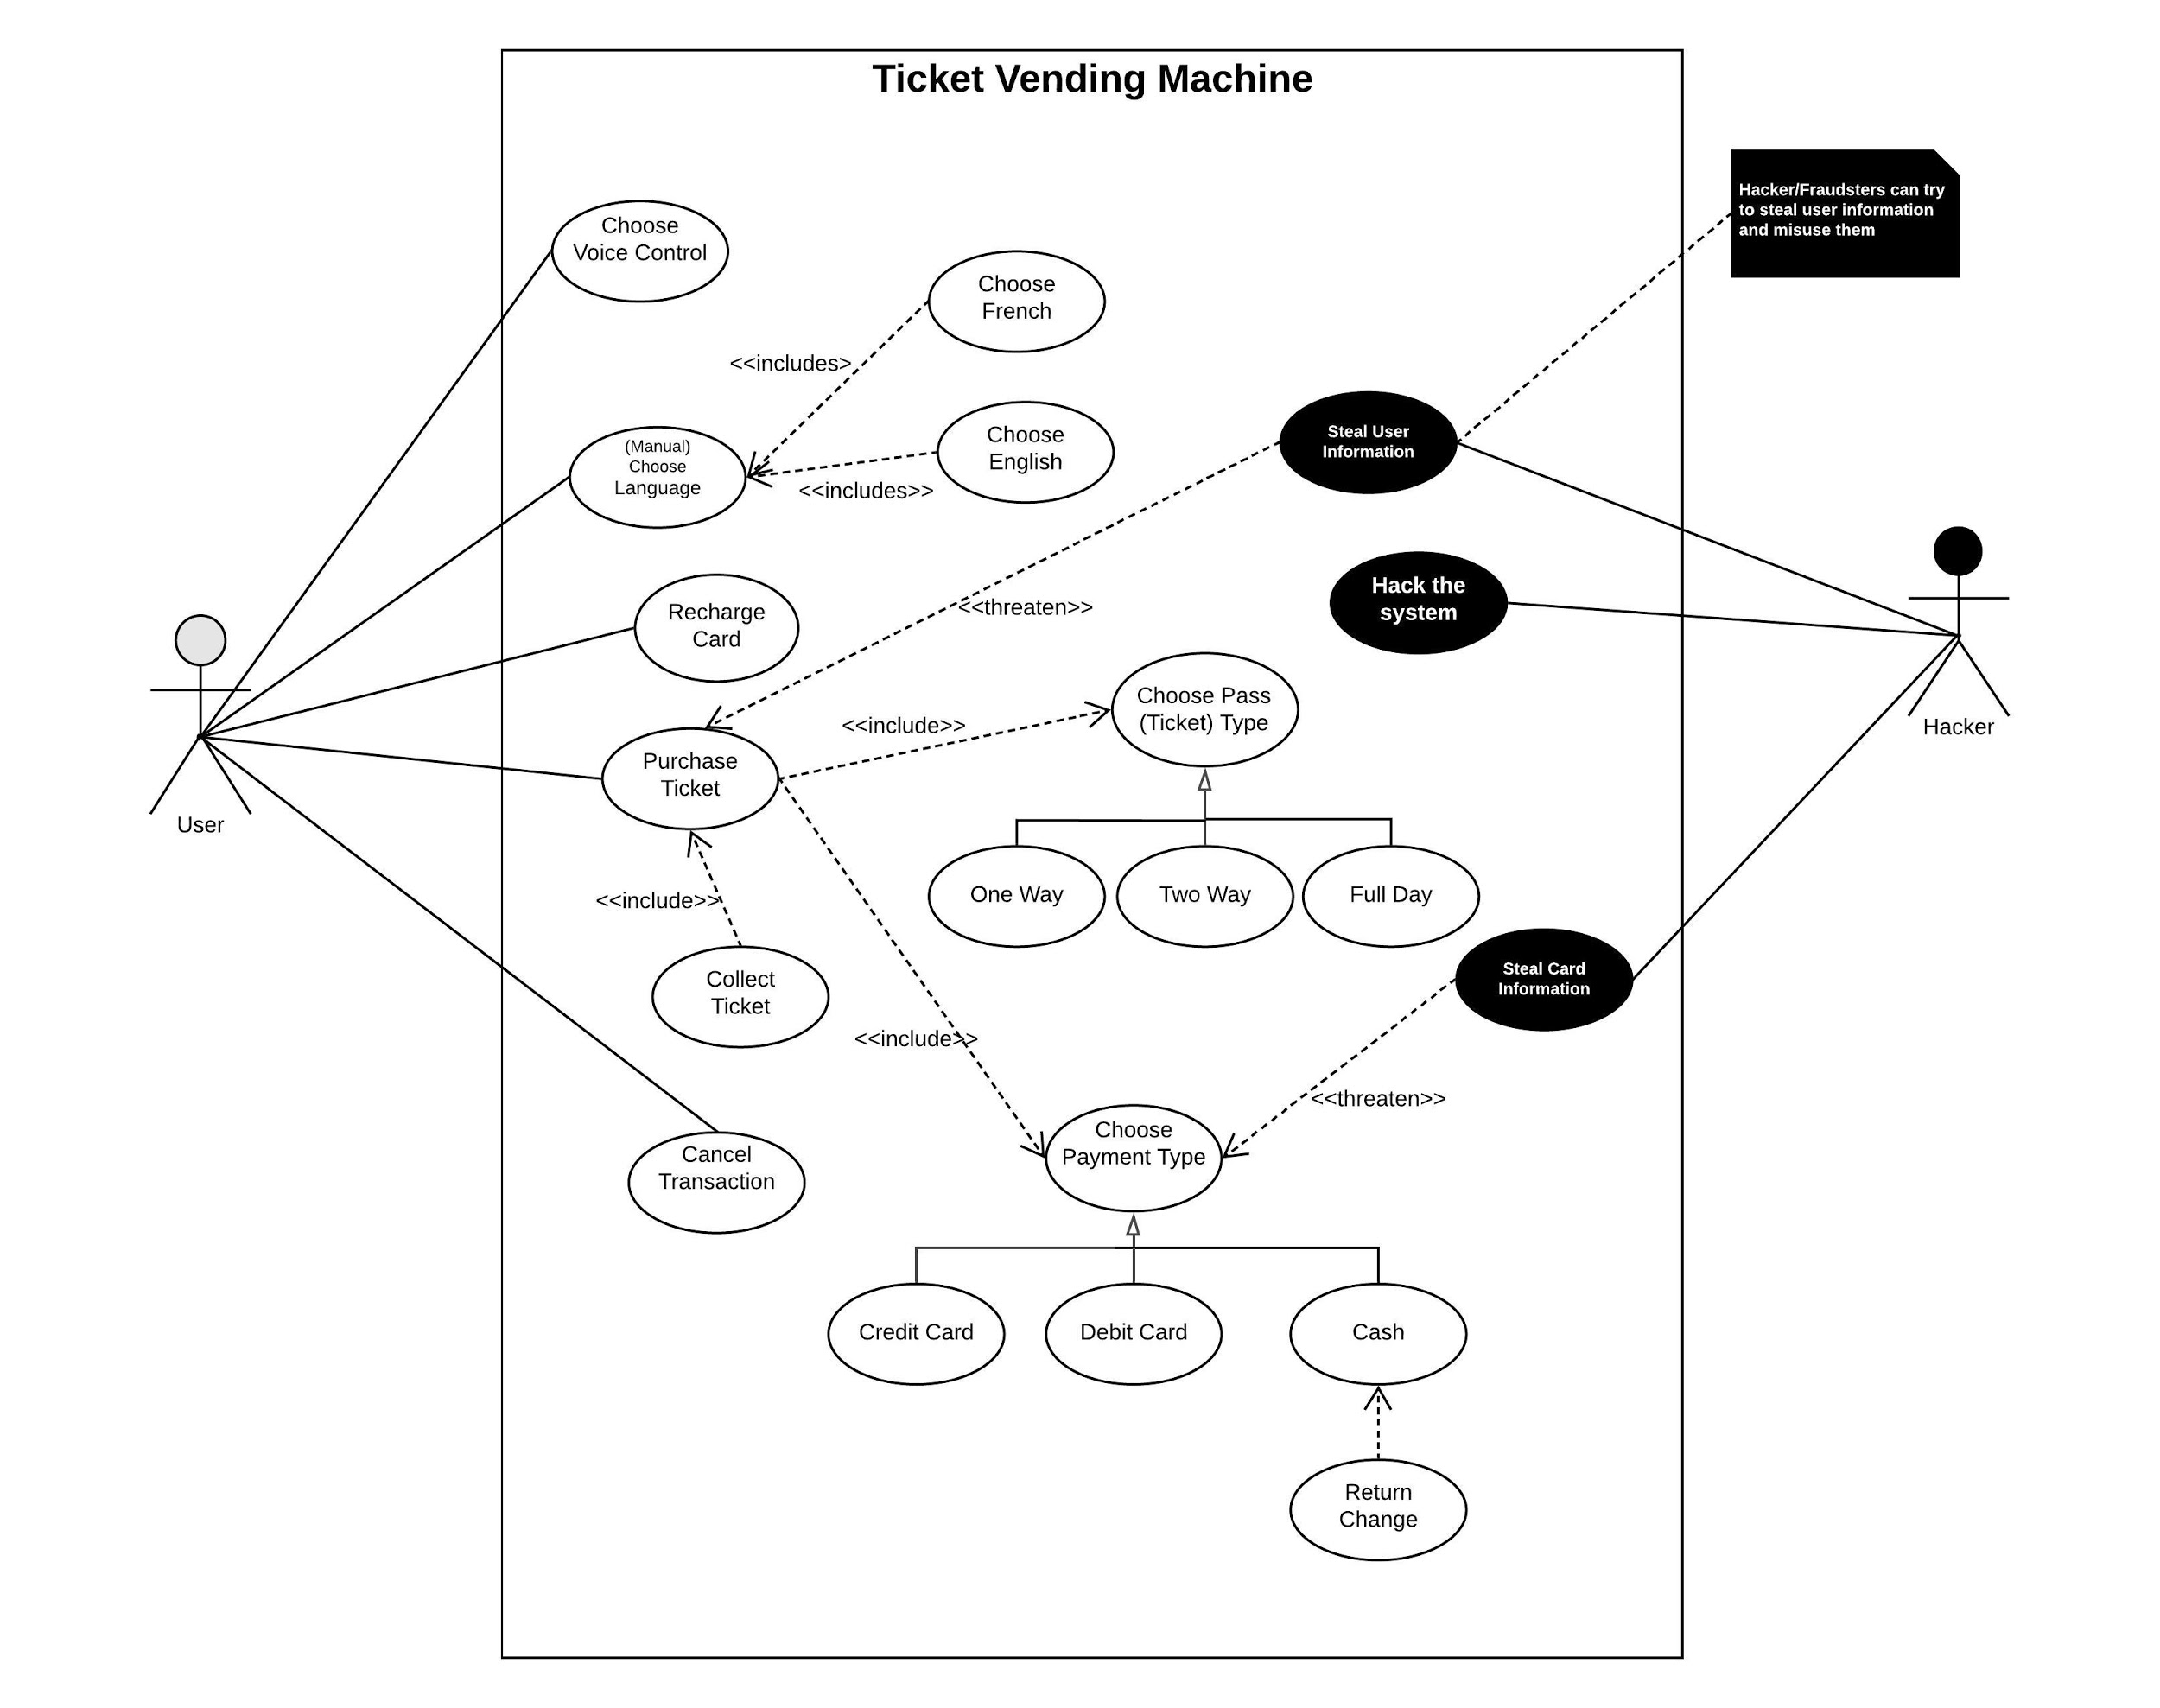 Ticket Vending Machine
Hacker/Fraudsters can try
to steal user information
and misuse them
Choose
Voice Control
Choose
French
<<includes>
Choose
English
(Manual)
Choose
Language
<<includes>>
Steal User
Information
Hack the
system
Recharge
Card
<<threaten>>
Choose Pass
(Ticket) Type
<<include>>
Hacker
Purchase
Ticket
User
One Way
Two Way
Full Day
<<include>>
Collect
Ticket
Steal Card
Information
<<include>>
<<threaten>>
Choose
Payment Type
Cancel
Transaction
Credit Card
Debit Card
Cash
Return
Change